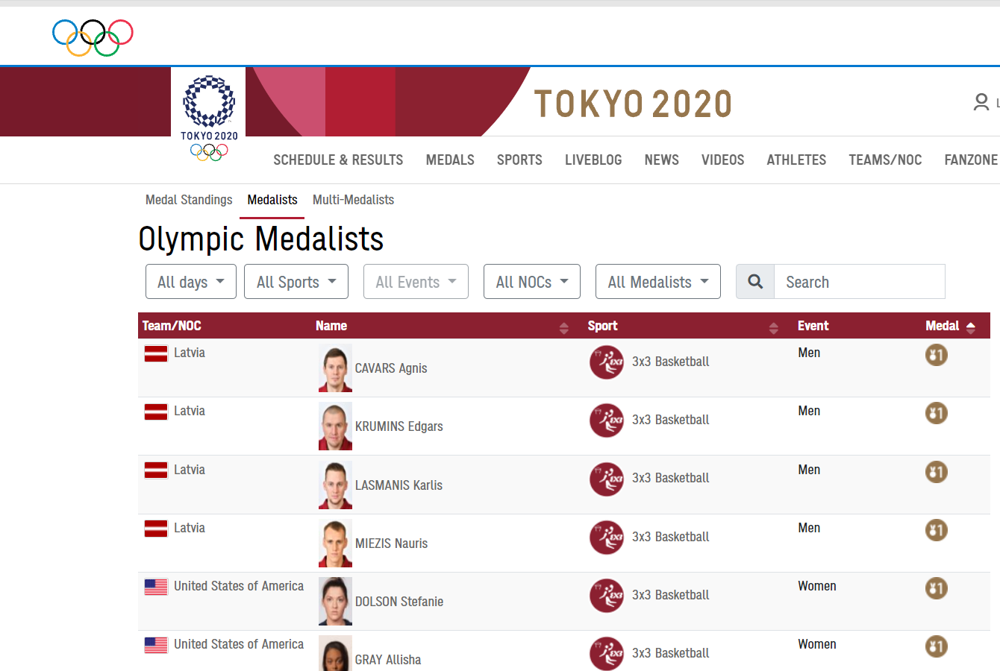 TOKYO 2020
TOKYO 2020
SCHEDULE & RESULTS MEDALS SPORTS LIVEBLOG NEWS VIDEOS ATHLETES TEAMS/NOC FANZONE
Medal Standings Medalists Multi-Medalists
Olympic Medalists
All days All Sports All Events All NOCs All Medalists Search
Team/NOC Name Sport Event Medal
Latvia CAVARS Agnis 3x3 Basketball Men 1
Latvia KRUMINS Edgars 3x3 Basketball Men 1
Latvia LASMANIS Karlis 3x3 Basketball Men 1
Latvia MIEZIS Nauris 3x3 Basketball Men 1
United States of America DOLSON Stefanie 3x3 Basketball Women 1
United States of America GRAY Allisha 3x3 Basketball Women 1